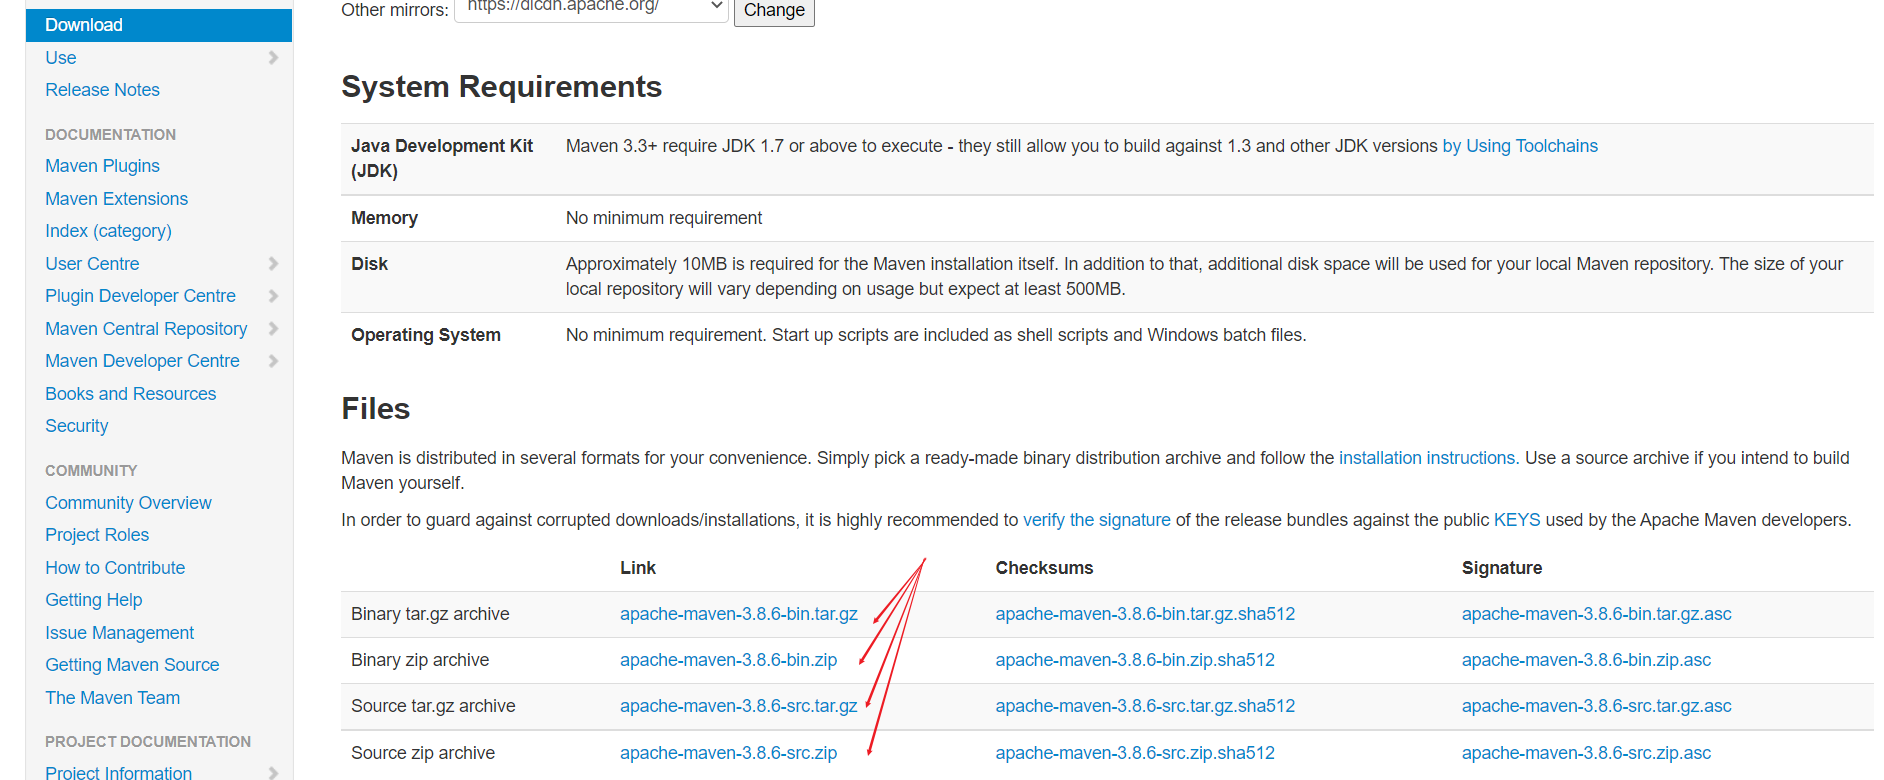 Download
Use
Release Notes
DOCUMENTATION
Maven Plugins
Maven Extensions
Index (category)
User Centre
Plugin Developer Centre
Maven Central Repository
Maven Developer Centre
Books and Resources
Security
COMMUNITY
Community Overview
Project Roles
How to Contribute
Getting Help
Issue Management
Getting Maven Source
The Maven Team
PROJECT DOCUMENTATION
Project Information
Other mirrors: https://dlcdn.apache.org/ Change
System Requirements
Java Development Kit (JDK) Maven 3.3+ require JDK 1.7 or above to execute - they still allow you to build against 1.3 and other JDK versions by Using Toolchains
Memory No minimum requirement
Disk Approximately 10MB is required for the Maven installation itself. In addition to that, additional disk space will be used for your local Maven repository. The size of your
local repository will vary depending on usage but expect at least 500MB.
Operating System No minimum requirement. Start up scripts are included as shell scripts and Windows batch files.
Files
Maven is distributed in several formats for your convenience. Simply pick a ready-made binary distribution archive and follow the installation instructions. Use a source archive if you intend to build
Maven yourself.
In order to guard against corrupted downloads/installations, it is highly recommended to verify the signature of the release bundles against the public KEYS used by the Apache Maven developers.
Link Checksums Signature
Binary tar.gz archive apache-maven-3.8.6-bin.tar.gz apache-maven-3.8.6-bin.tar.gz.sha512 apache-maven-3.8.6-bin.tar.gz.asc
Binary zip archive apache-maven-3.8.6-bin.zip apache-maven-3.8.6-bin.zip.sha512 apache-maven-3.8.6-bin.zip.asc
Source tar.gz archive apache-maven-3.8.6-src.tar.gz apache-maven-3.8.6-src.tar.gz.sha512 apache-maven-3.8.6-src.tar.gz.asc
Source zip archive apache-maven-3.8.6-src.zip apache-maven-3.8.6-src.zip.sha512 apache-maven-3.8.6-src.zip.asc